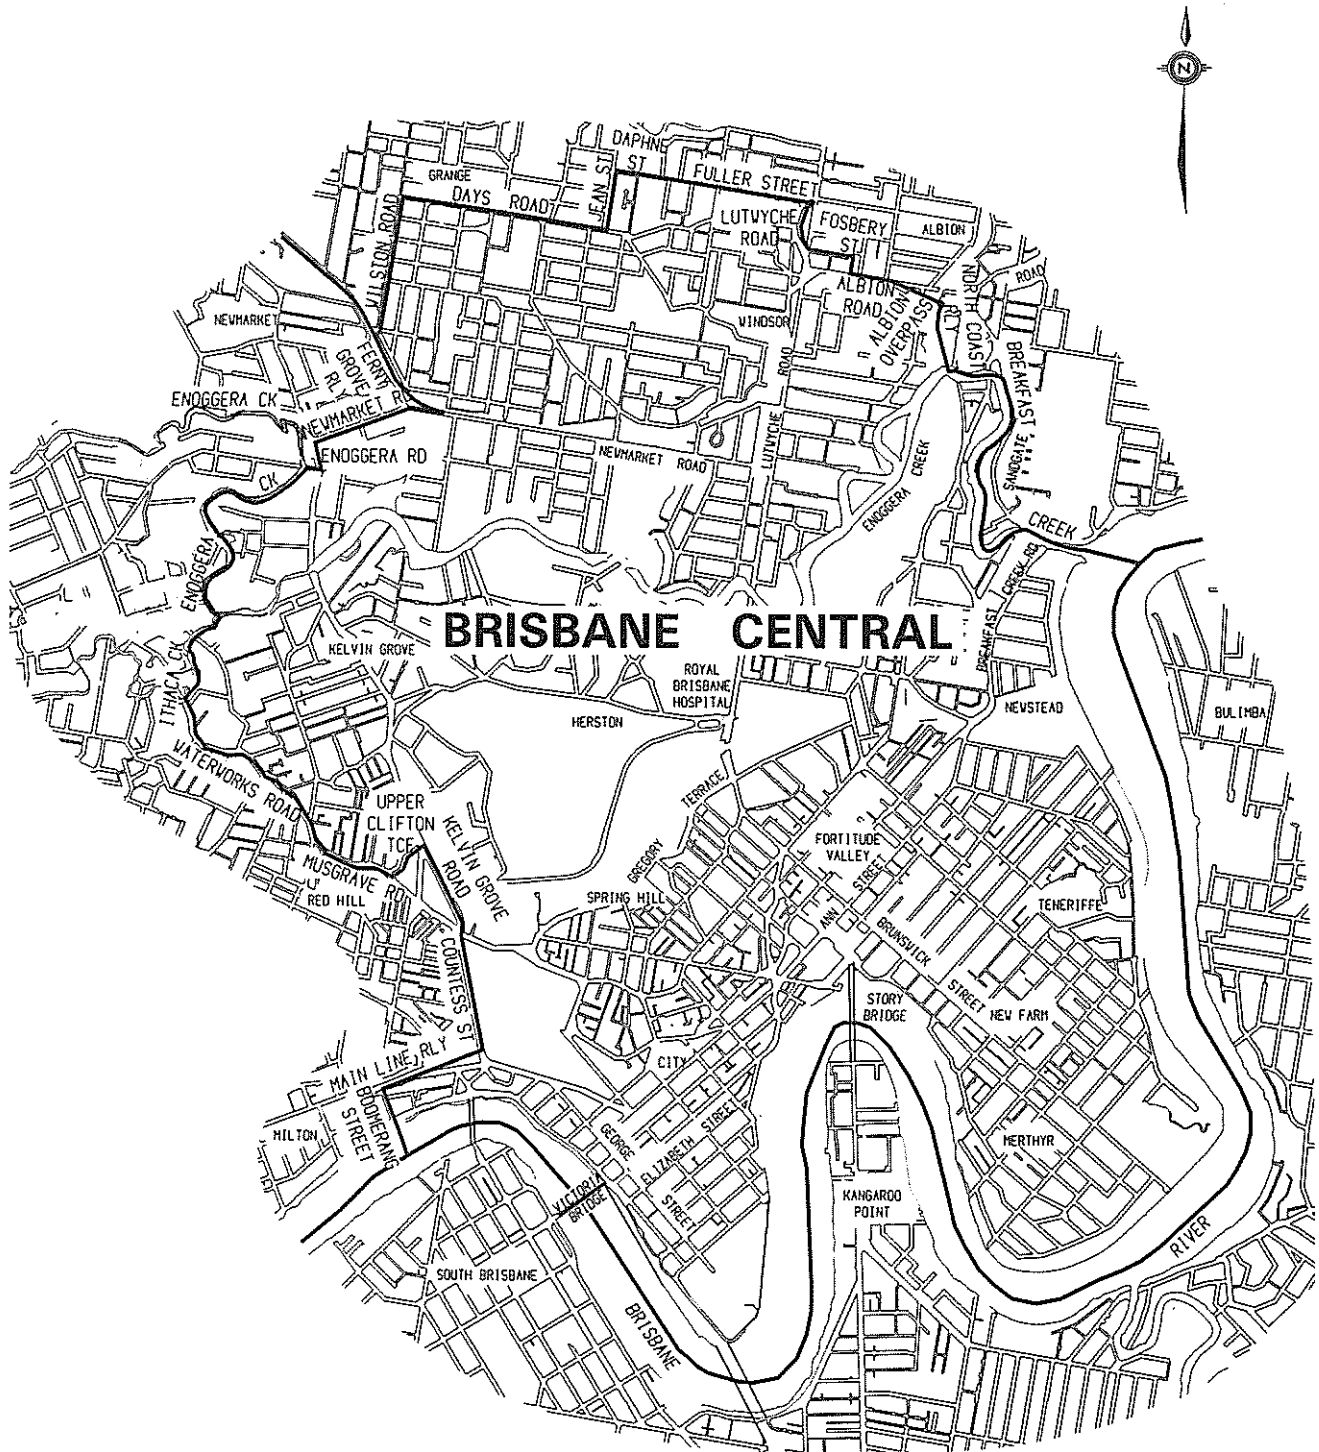 N
DAPHNE
ST
GRANGE
DAYS ROAD
JEAN ST
FULLER STREET
WILSTON ROAD
LUTWYCHE
ROAD
FOSBERY
ST
ALBION
NORTH COAST
RLY
ROAD
ALBION
ROAD
ALBION
OVERPASS
NEWMARKET
WINDSOR
ROAD
FERNY
GROVE
RLY
BREAKFAST
ENOGGERA CK
NEWMARKET RD
ENOGGERA RD
NEWMARKET ROAD
LUTWYCHE
SANDGATE
ENOGGERA CREEK
ENOGGERA CK
CREEK
BREAKFAST CREEK RD
BRISBANE CENTRAL
KELVIN GROVE
ITHACA CK
ROYAL
BRISBANE
HOSPITAL
HERSTON
NEWSTEAD
BULIMBA
WATERWORKS ROAD
UPPER
CLIFTON
TCE
KELVIN GROVE
ROAD
GREGORY TERRACE
FORTITUDE
VALLEY
MUSGRAVE RD
RED HILL
SPRING HILL
ANN STREET
TENERIFFE
BRUNSWICK STREET
COUNTESS ST
STORY
BRIDGE
NEW FARM
CITY
MAIN LINE RLY
BOOMERANG
STREET
MILTON
GEORGE STREET
ELIZABETH STREET
MERTHYR
VICTORIA
BRIDGE
KANGAROO
POINT
SOUTH BRISBANE
BRISBANE RIVER